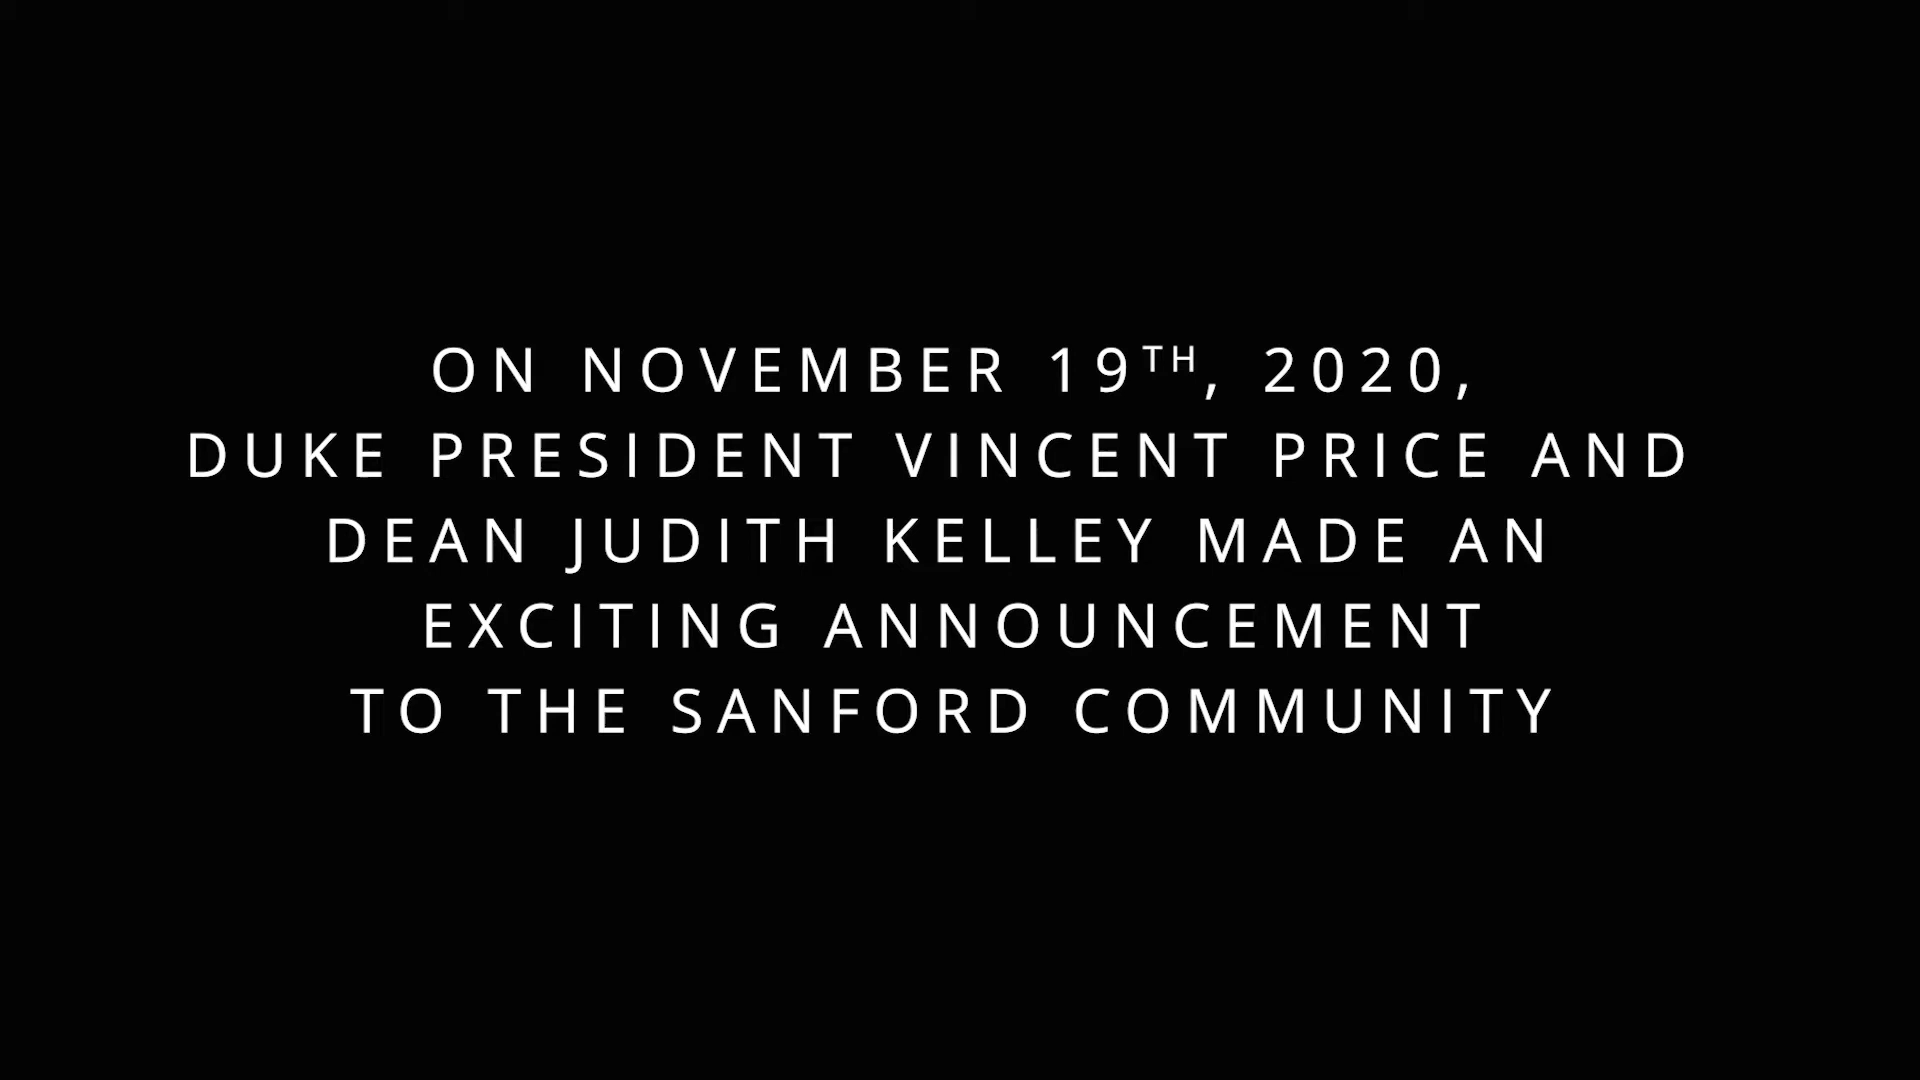 ON NOVEMBER 19TH, 2020,
DUKE PRESIDENT VINCENT PRICE AND
DEAN JUDITH KELLEY MADE AN
EXCITING ANNOUNCEMENT
TO THE SANFORD COMMUNITY